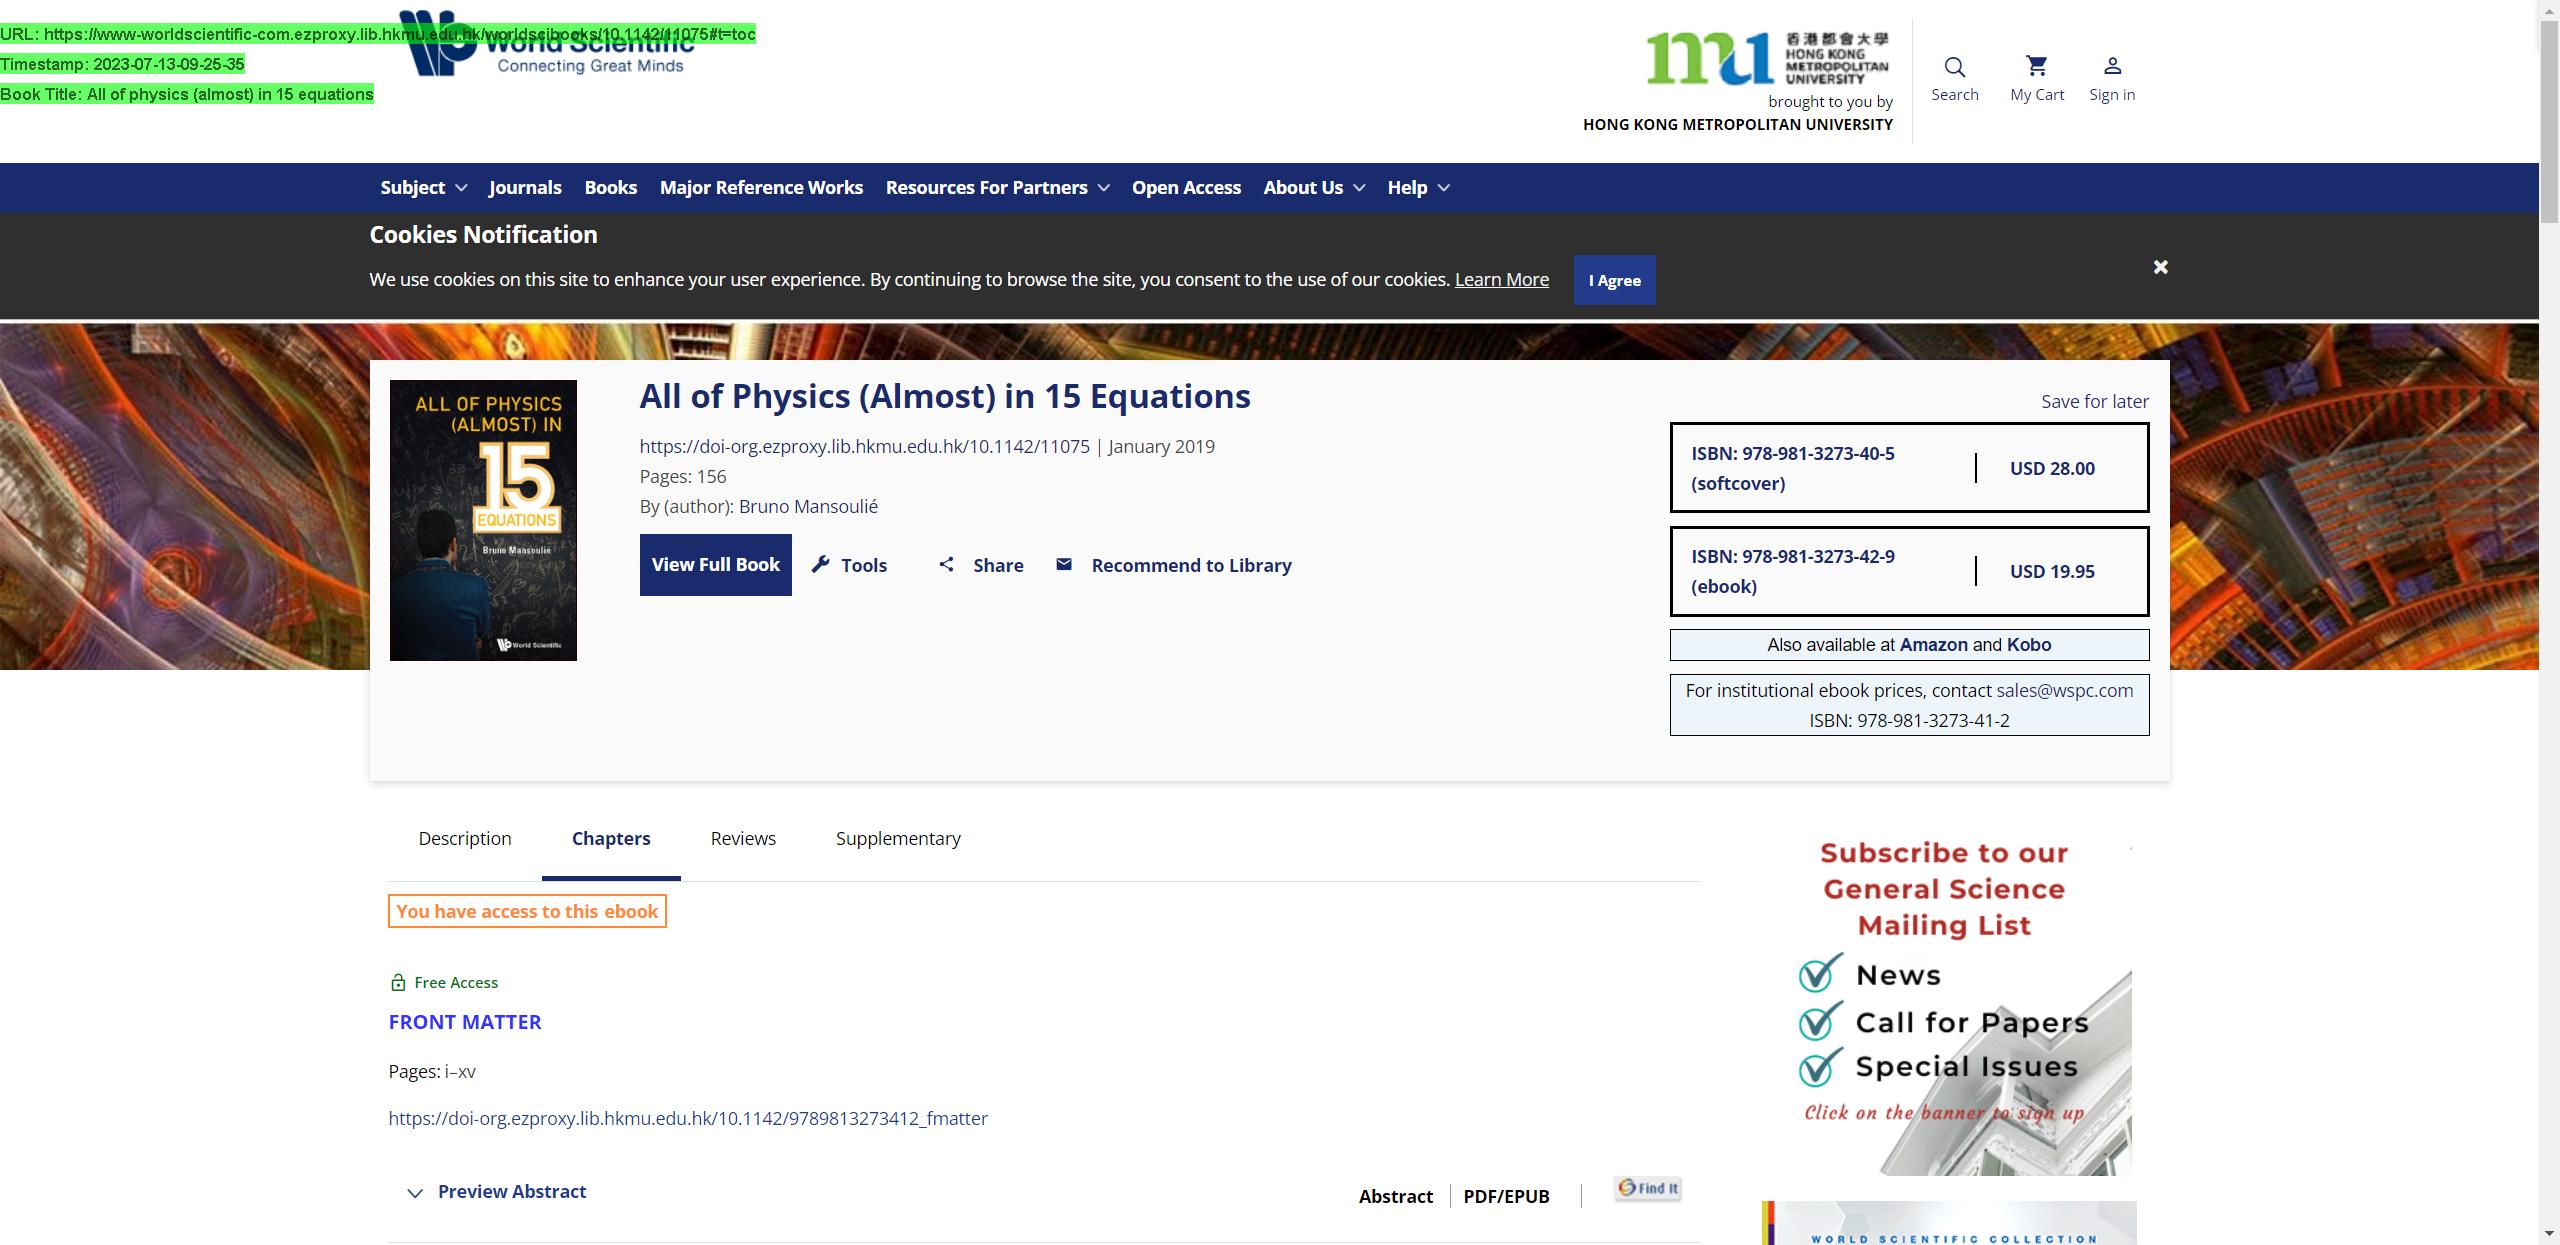 URL: https://www-worldscientific-com.ezproxy.lib.hkmu.edu.hk/worldscibooks/10.1142/11075#t=toc
Timestamp: 2023-07-13-09-25-35
Book Title: All of physics (almost) in 15 equations
World Scientific
Connecting Great Minds
香港都會大學
HONG KONG
METROPOLITAN
UNIVERSITY
brought to you by
HONG KONG METROPOLITAN UNIVERSITY
Search
My Cart
Sign in
Subject Journals Books Major Reference Works Resources For Partners Open Access About Us Help
Cookies Notification
We use cookies on this site to enhance your user experience. By continuing to browse the site, you consent to the use of our cookies. Learn More
I Agree
ALL OF PHYSICS
(ALMOST) IN
15
EQUATIONS
Bruno Mansoulié
World Scientific
All of Physics (Almost) in 15 Equations
https://doi-org.ezproxy.lib.hkmu.edu.hk/10.1142/11075 | January 2019
Pages: 156
By (author): Bruno Mansoulié
View Full Book Tools Share Recommend to Library
Save for later
ISBN: 978-981-3273-40-5
(softcover)
USD 28.00
ISBN: 978-981-3273-42-9
(ebook)
USD 19.95
Also available at Amazon and Kobo
For institutional ebook prices, contact sales@wspc.com
ISBN: 978-981-3273-41-2
Description Chapters Reviews Supplementary
You have access to this ebook
Free Access
FRONT MATTER
Pages: i–xv
https://doi-org.ezproxy.lib.hkmu.edu.hk/10.1142/9789813273412_fmatter
Preview Abstract
Abstract
PDF/EPUB
Find It
Subscribe to our
General Science
Mailing List
News
Call for Papers
Special Issues
Click on the banner to sign up
WORLD SCIENTIFIC COLLECTION